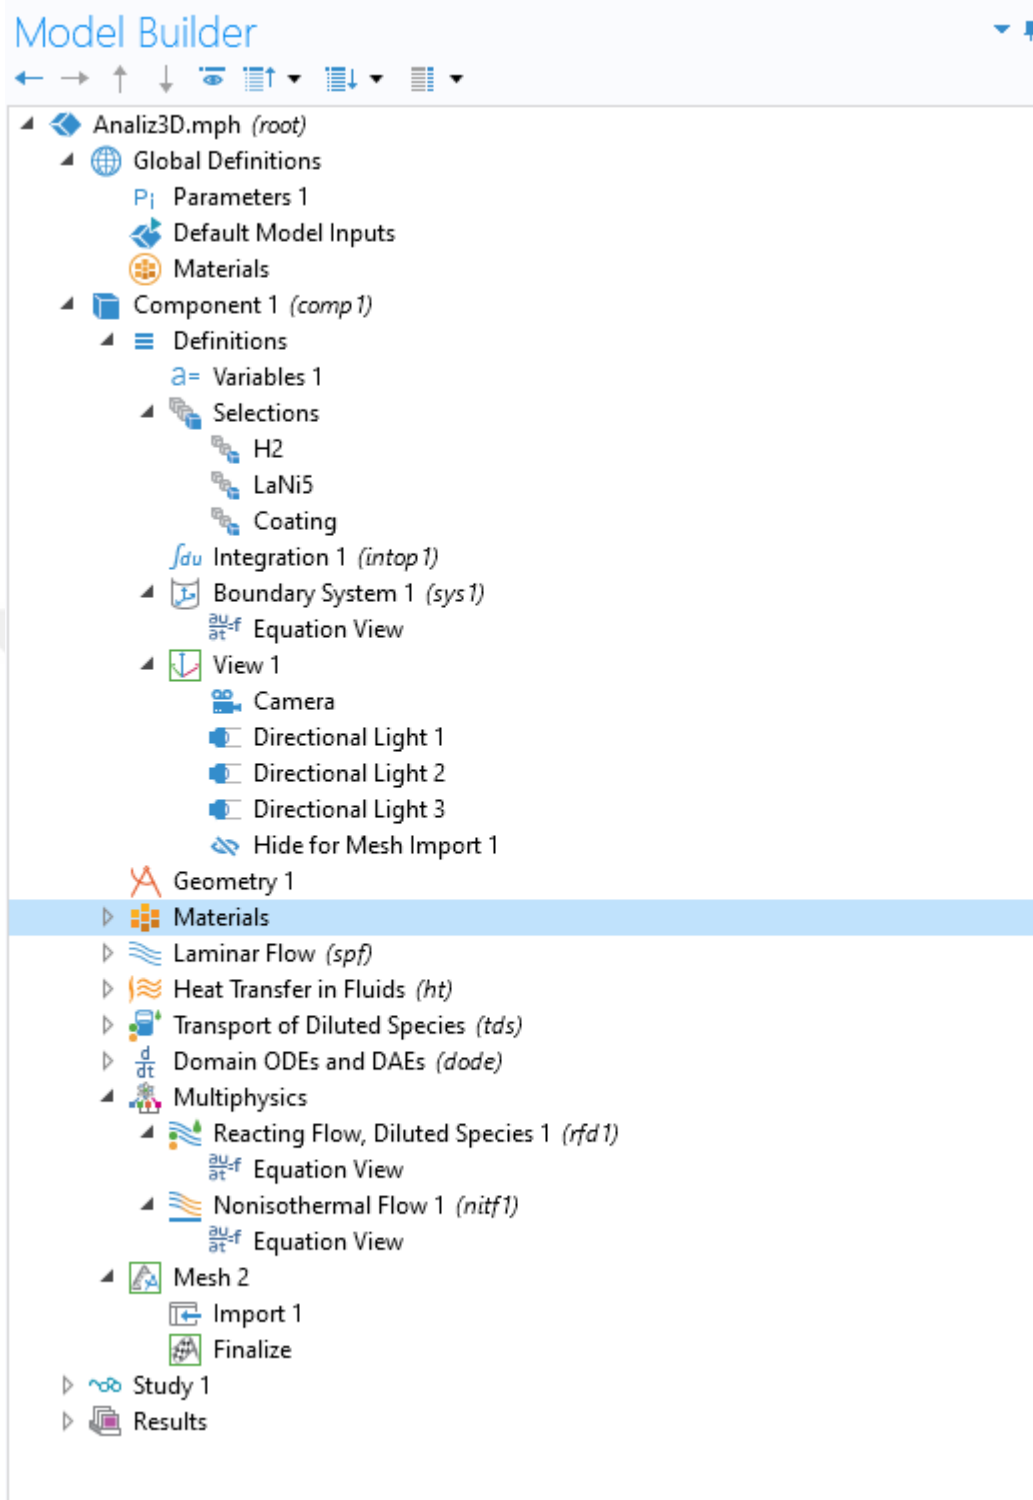 Model Builder
Analiz3D.mph (root)
Global Definitions
Pi Parameters 1
Default Model Inputs
Materials
Component 1 (comp1)
Definitions
a= Variables 1
Selections
H2
LaNi5
Coating
∫du Integration 1 (intop1)
Boundary System 1 (sys1)
∂u/∂t=f Equation View
View 1
Camera
Directional Light 1
Directional Light 2
Directional Light 3
Hide for Mesh Import 1
Geometry 1
Materials
Laminar Flow (spf)
Heat Transfer in Fluids (ht)
Transport of Diluted Species (tds)
d/dt Domain ODEs and DAEs (dode)
Multiphysics
Reacting Flow, Diluted Species 1 (rfd1)
∂u/∂t=f Equation View
Nonisothermal Flow 1 (nitf1)
∂u/∂t=f Equation View
Mesh 2
Import 1
Finalize
Study 1
Results